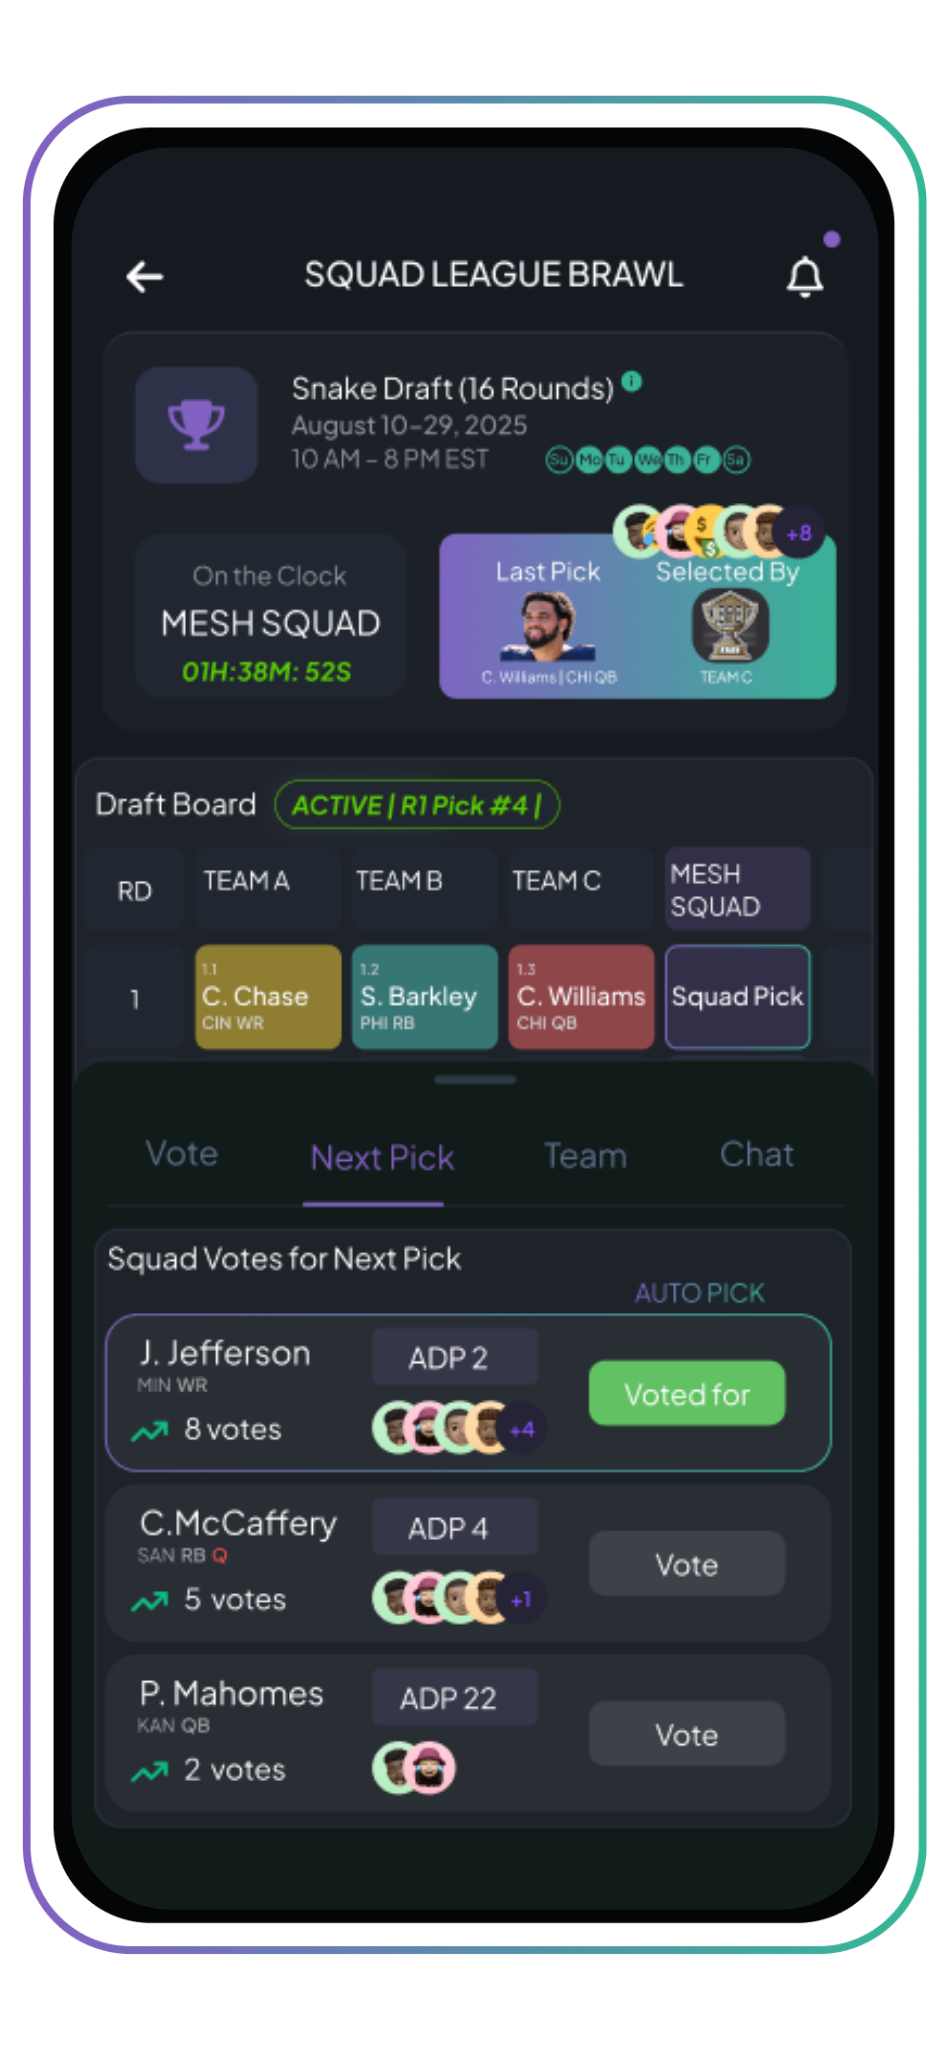 SQUAD LEAGUE BRAWL
Snake Draft (16 Rounds) i
August 10–29, 2025
10 AM – 8 PM EST
Su Mo Tu We Th Fr Sa
+8
On the Clock
MESH SQUAD
01H:38M: 52S
Last Pick
C. Williams | CHI QB
Selected By
TEAM C
Draft Board
ACTIVE | R1 Pick #4 |
RD TEAM A TEAM B TEAM C MESH
SQUAD
1
1.1
C. Chase
CIN WR
1.2
S. Barkley
PHI RB
1.3
C. Williams
CHI QB
Squad Pick
Vote Next Pick Team Chat
Squad Votes for Next Pick
AUTO PICK
J. Jefferson
MIN WR
8 votes
ADP 2
+4
Voted for
C.McCaffery
SAN RB Q
5 votes
ADP 4
+1
Vote
P. Mahomes
KAN QB
2 votes
ADP 22
Vote